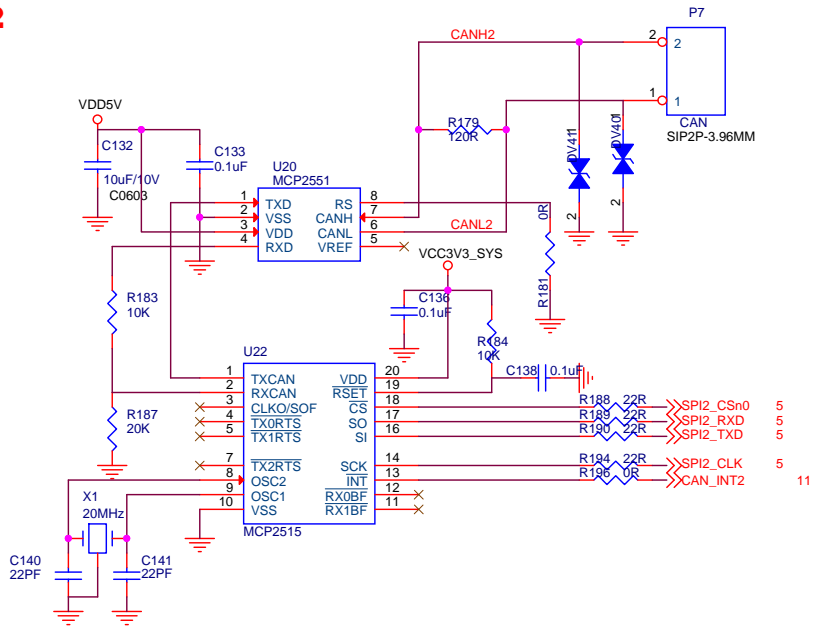 2
P7
CANH2
2
2
1
1
CAN
SIP2P-3.96MM
R179
120R
DV411
DV401
2
2
VDD5V
C132
10uF/10V
C0603
C133
0.1uF
U20
MCP2551
1 TXD RS 8
2 VSS CANH 7
3 VDD CANL 6
4 RXD VREF 5
CANL2
0R
R181
VCC3V3_SYS
C136
0.1uF
R184
10K
C138 0.1uF
R183
10K
R187
20K
U22
1 TXCAN VDD 20
2 RXCAN RSET 19
3 CLKO/SOF CS 18
4 TX0RTS SO 17
5 TX1RTS SI 16
7 TX2RTS SCK 14
8 OSC2 INT 13
9 OSC1 RX0BF 12
10 VSS RX1BF 11
MCP2515
R188 22R SPI2_CSn0 5
R189 22R SPI2_RXD 5
R190 22R SPI2_TXD 5
R194 22R SPI2_CLK 5
R196 0R CAN_INT2 11
X1
20MHz
C140
22PF
C141
22PF